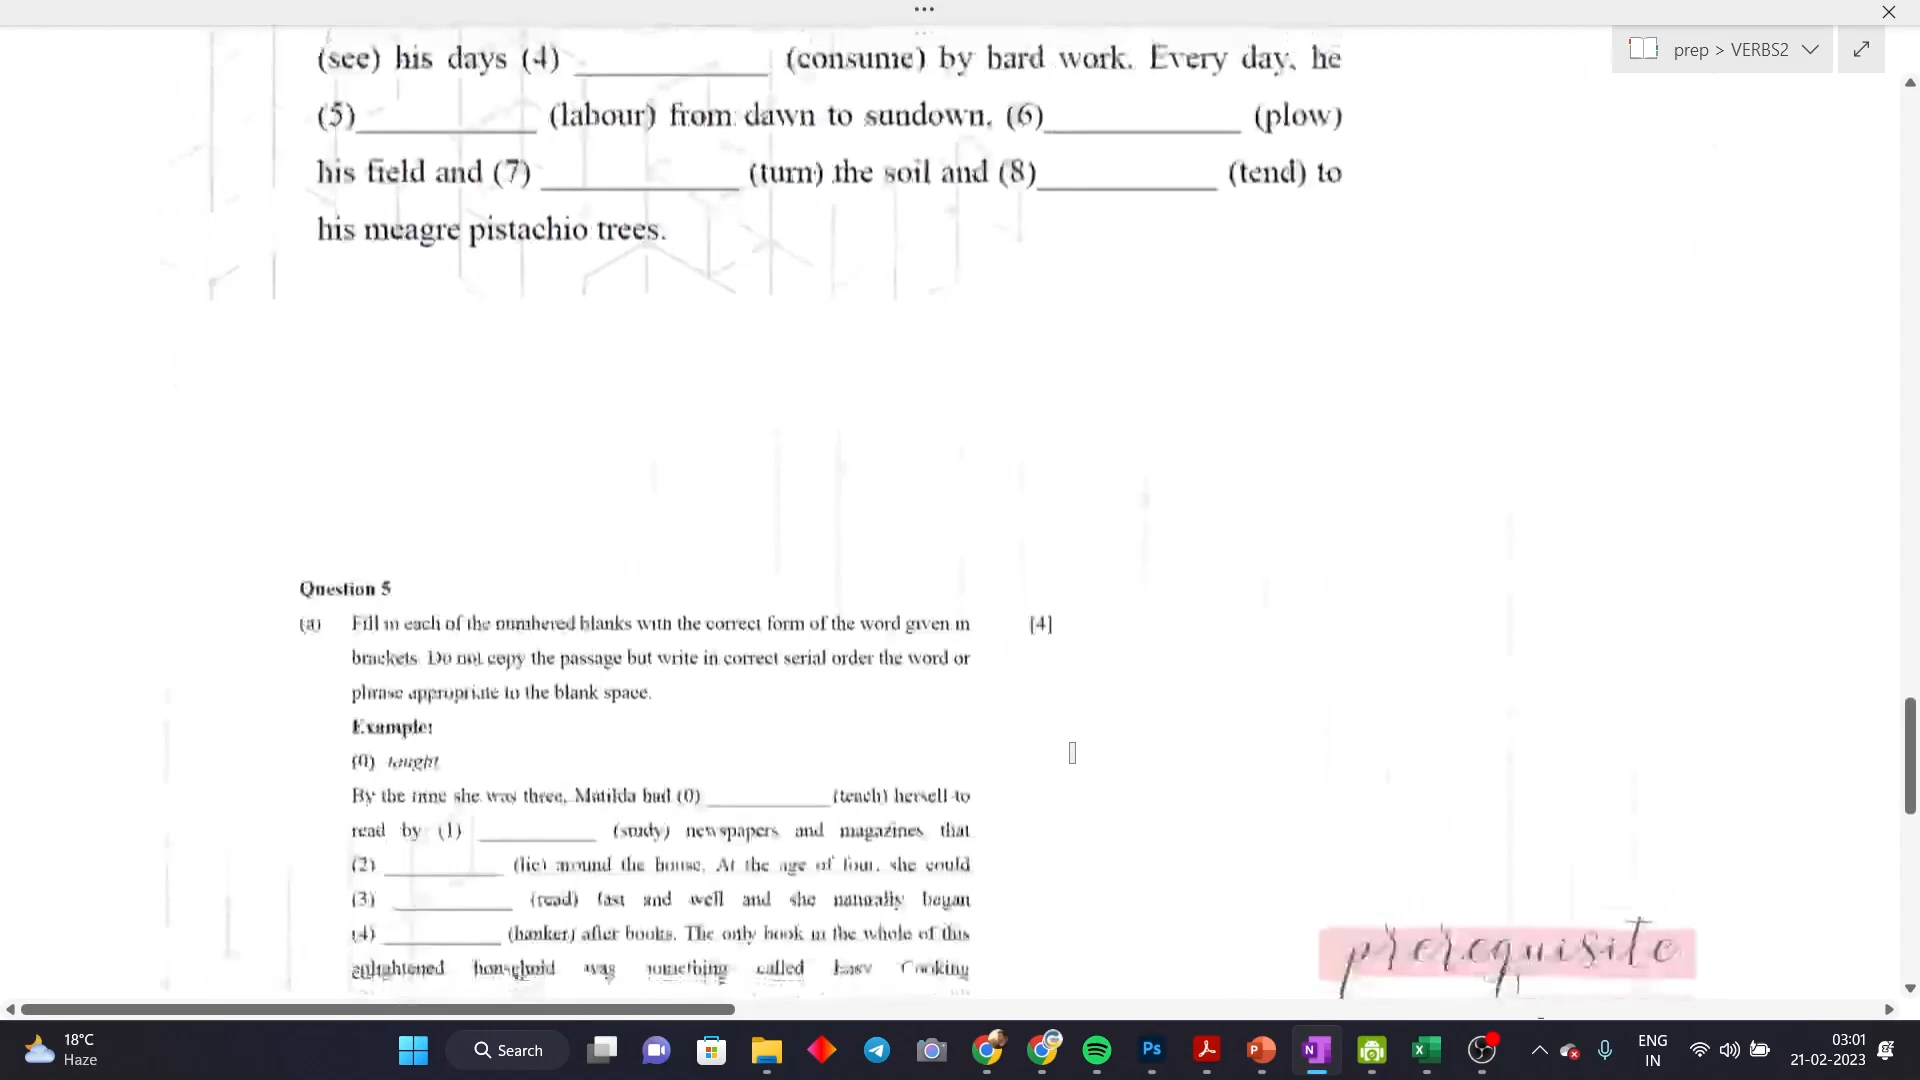 (see) his days (4) ____________ (consume) by hard work. Every day, he
prep > VERBS2
(5)____________ (labour) from dawn to sundown, (6)____________ (plow)
his field and (7) ____________ (turn) the soil and (8)____________ (tend) to
his meagre pistachio trees.
Question 5
(a) Fill in each of the numbered blanks with the correct form of the word given in [4]
brackets. Do not copy the passage but write in correct serial order the word or
phrase appropriate to the blank space.
Example:
(0) taught
By the time she was three, Matilda had (0) ____________ (teach) herself to
read by (1) ____________ (study) newspapers and magazines that
(2) ____________ (lie) around the house. At the age of four, she could
(3) ____________ (read) fast and well and she naturally began
(4) ____________ (hanker) after books. The only book in the whole of this
enlightened household was something called Easy Cooking
prerequisite
18°C
Haze
Search
ENG
IN
03:01
21-02-2023